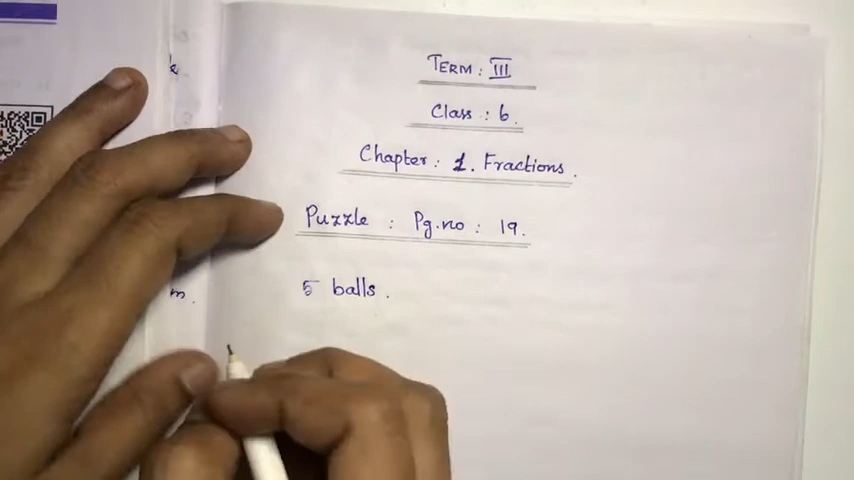 TERM : III
Class : 6.
Chapter : 1. Fractions.
Puzzle : Pg.no : 19.
5 balls.
m.